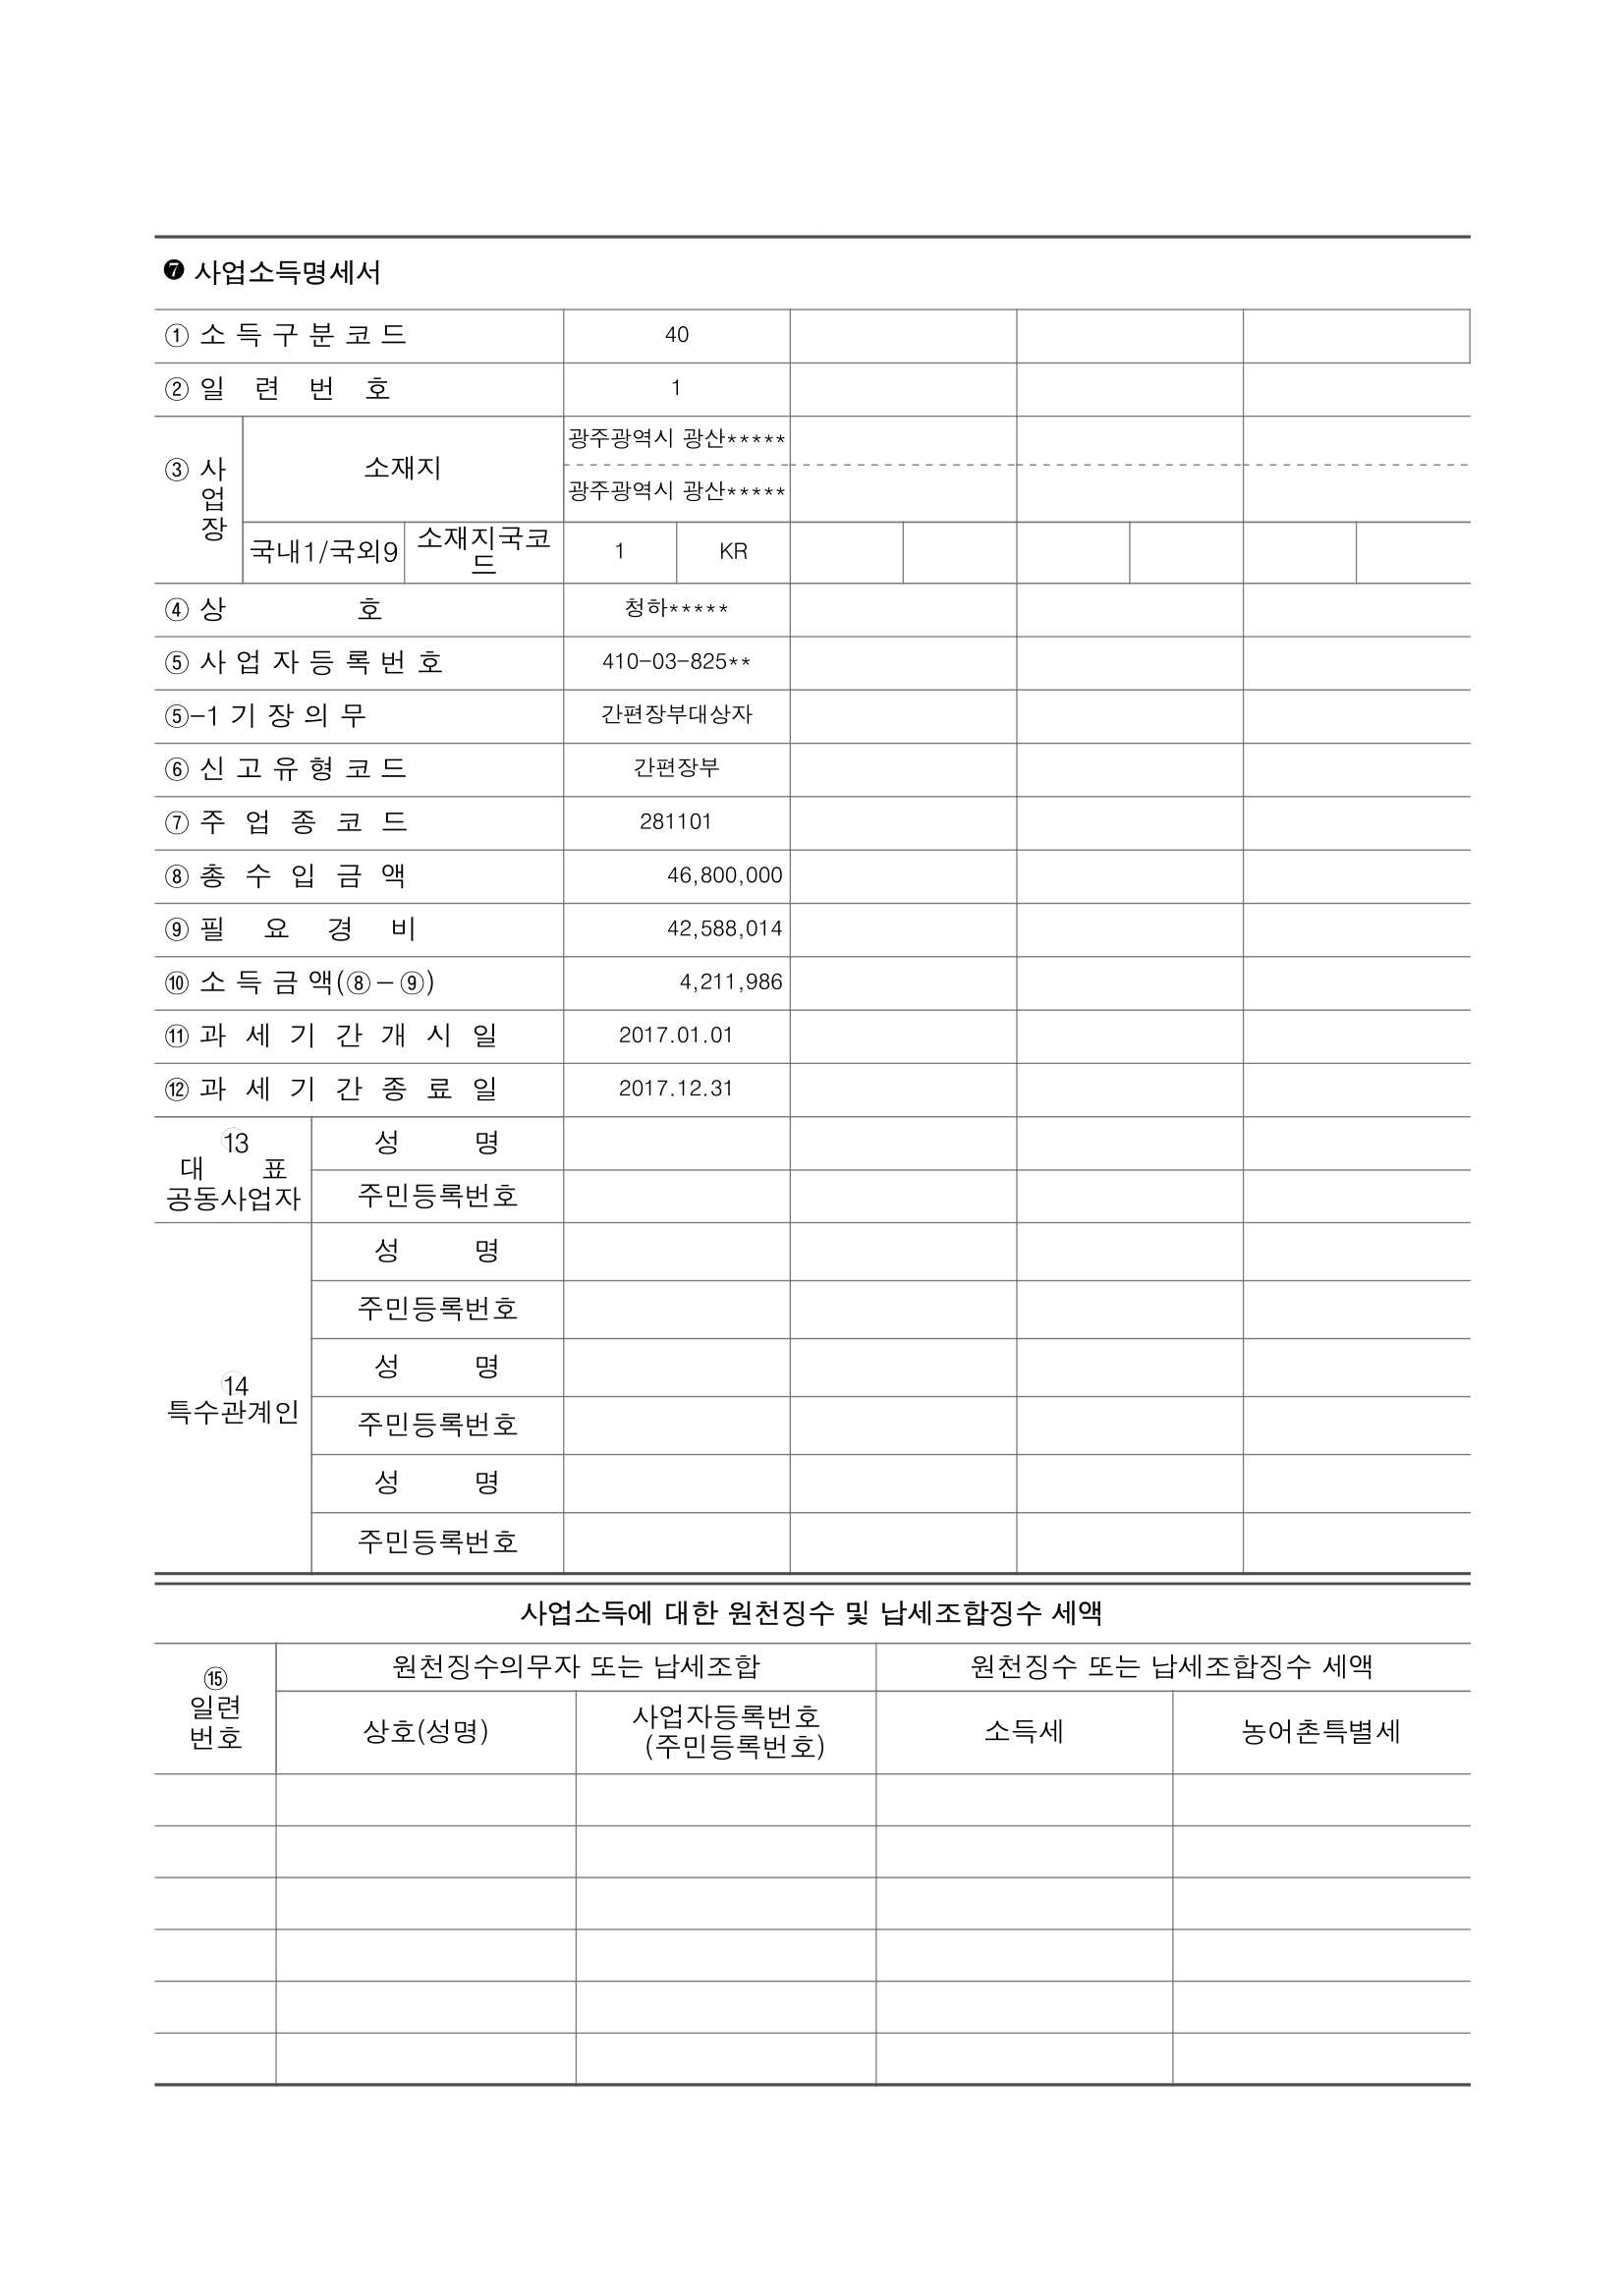 ❼ 사업소득명세서
① 소 득 구 분 코 드 40
② 일 련 번 호 1
③ 사업장 소재지 광주광역시 광산*****
광주광역시 광산*****
국내1/국외9 소재지국코드 1 KR
④ 상 호 청하*****
⑤ 사 업 자 등 록 번 호 410-03-825**
⑤-1 기 장 의 무 간편장부대상자
⑥ 신 고 유 형 코 드 간편장부
⑦ 주 업 종 코 드 281101
⑧ 총 수 입 금 액 46,800,000
⑨ 필 요 경 비 42,588,014
⑩ 소 득 금 액(⑧-⑨) 4,211,986
⑪ 과 세 기 간 개 시 일 2017.01.01
⑫ 과 세 기 간 종 료 일 2017.12.31
⑬ 대 표 공동사업자 성 명
주민등록번호
⑭ 특수관계인 성 명
주민등록번호
성 명
주민등록번호
성 명
주민등록번호
사업소득에 대한 원천징수 및 납세조합징수 세액
⑮ 일련번호 원천징수의무자 또는 납세조합 원천징수 또는 납세조합징수 세액
상호(성명) 사업자등록번호(주민등록번호) 소득세 농어촌특별세